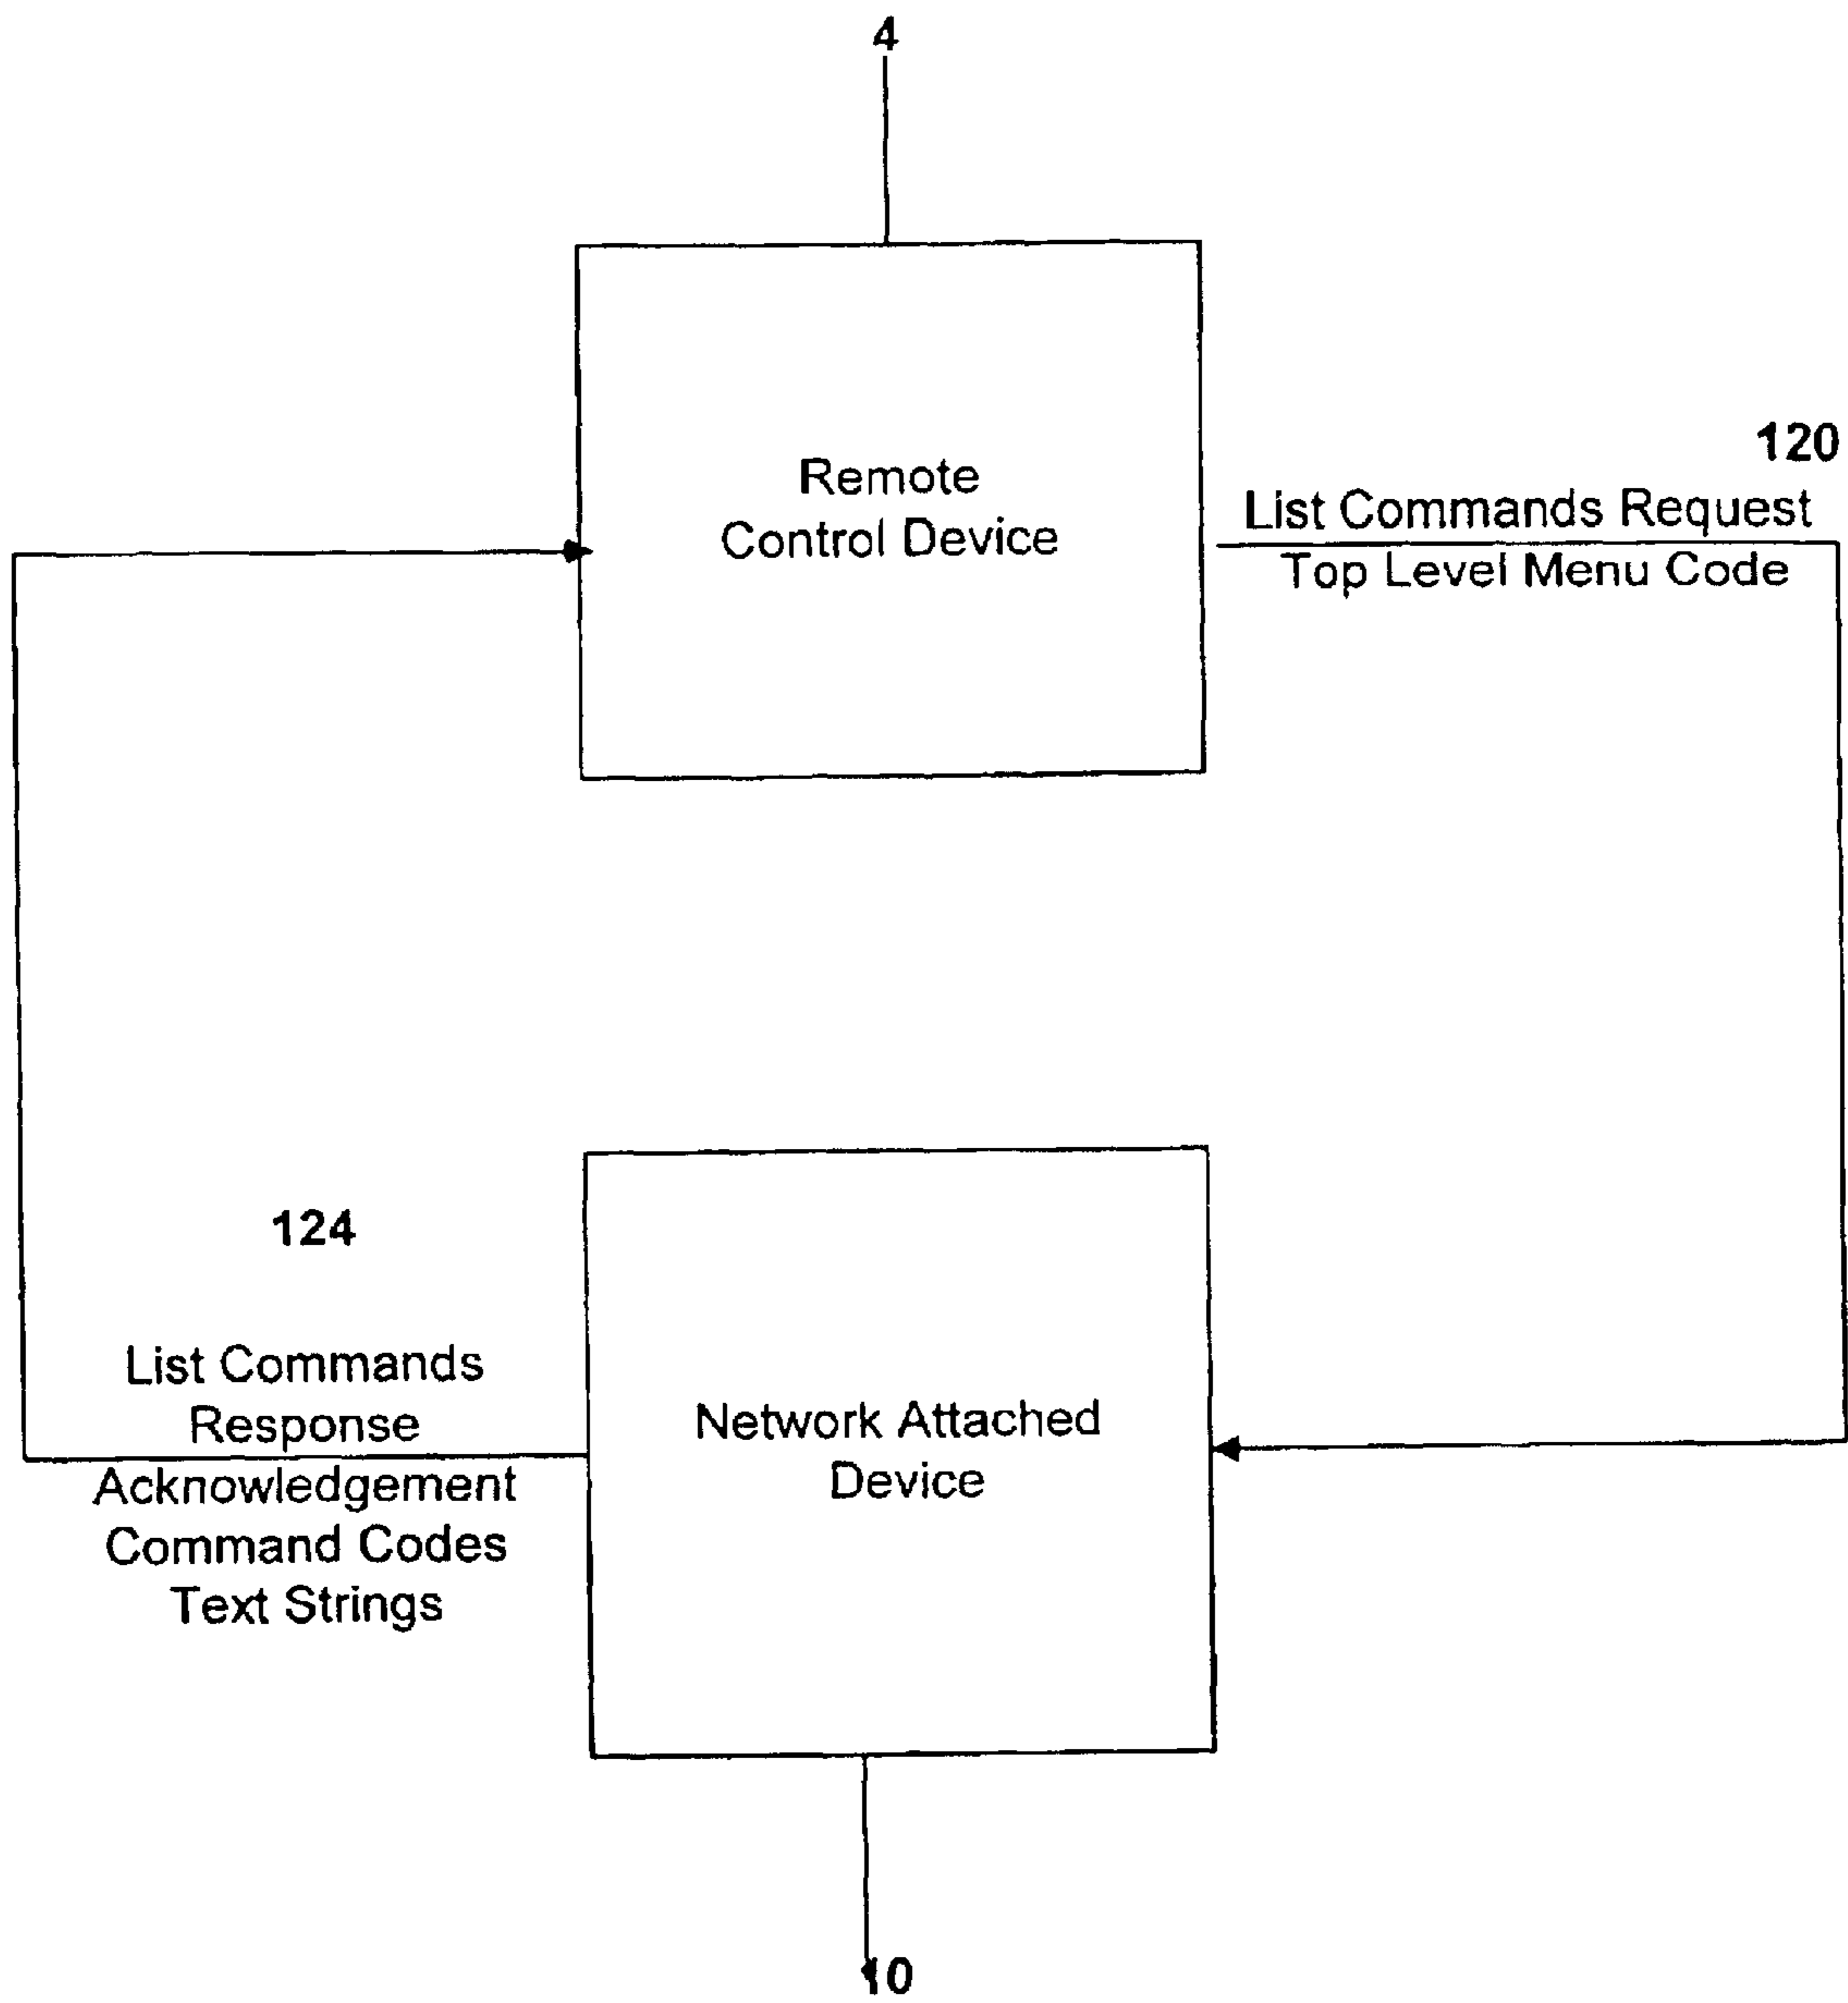 4
Remote
Control Device
120
List Commands Request
Top Level Menu Code
124
List Commands
Response
Acknowledgement
Command Codes
Text Strings
Network Attached
Device
10